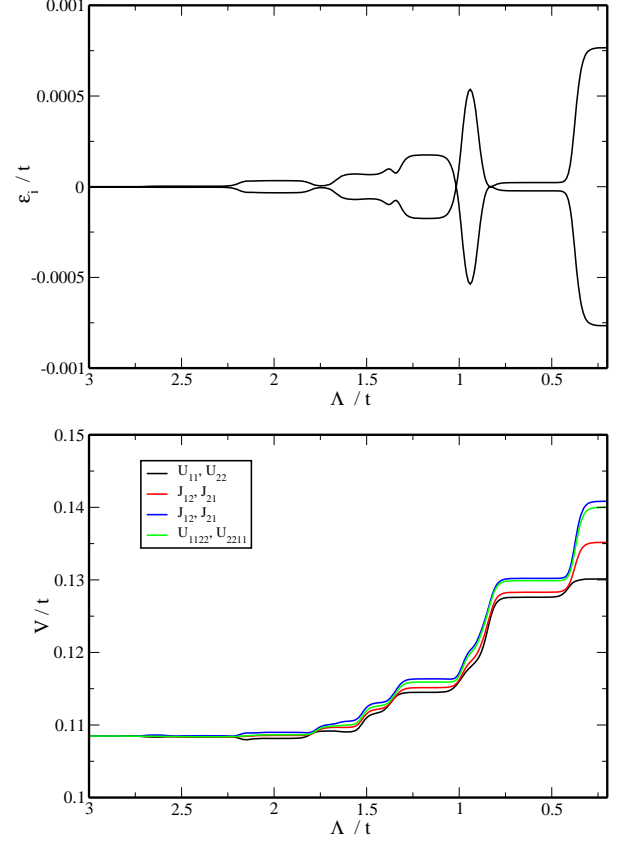 0.001
0.0005
0
-0.0005
-0.001
ε_i / t
3 2.5 2 1.5 1 0.5
Λ / t
0.15
0.14
0.13
0.12
0.11
0.1
V / t
U_11, U_22
J_12, J_21
J_12, J_21
U_1122, U_2211
3 2.5 2 1.5 1 0.5
Λ / t